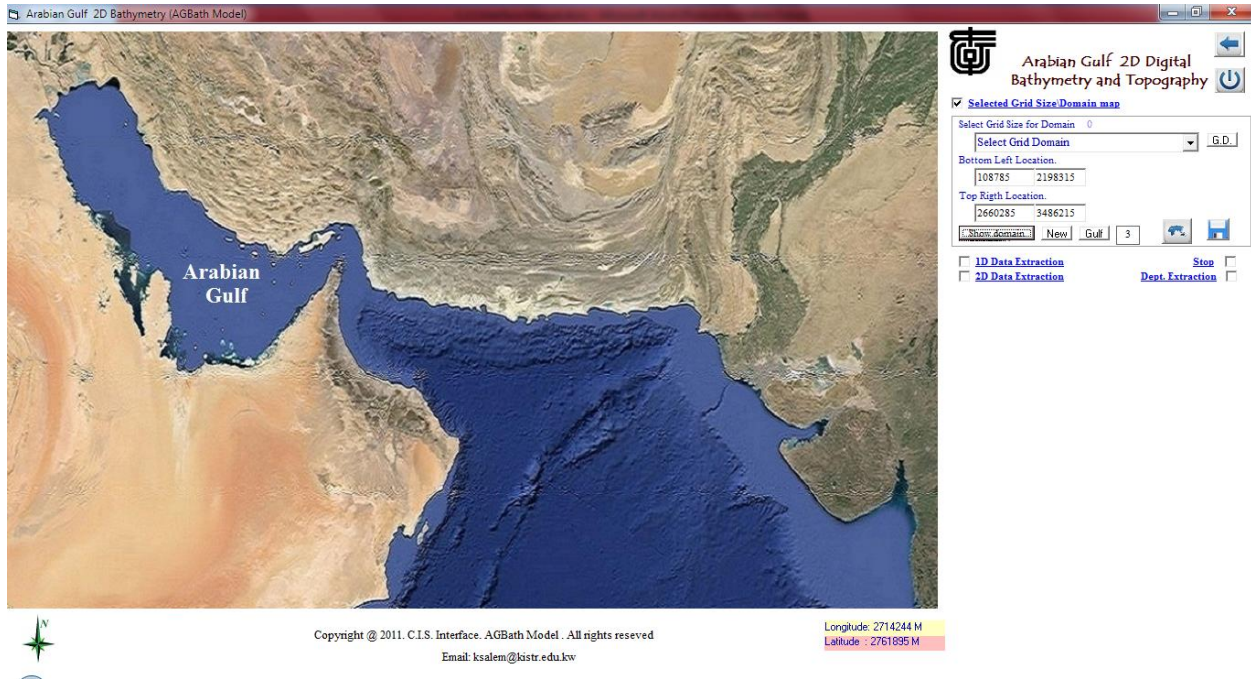 Arabian Gulf 2D Bathymetry (AGBath Model)
Arabian Gulf 2D Digital
Bathymetry and Topography
Selected Grid Size\Domain map
Select Grid Size for Domain 0
Select Grid Domain
G.D.
Bottom Left Location.
108785 2198315
Top Rigth Location.
2660285 3486215
Show domain New Gulf 3
1D Data Extraction Stop
2D Data Extraction Dept. Extraction
Arabian
Gulf
N
Copyright @ 2011. C.I.S. Interface. AGBath Model . All rights reseved
Email: ksalem@kistr.edu.kw
Longitude: 2714244 M
Latitude : 2761895 M